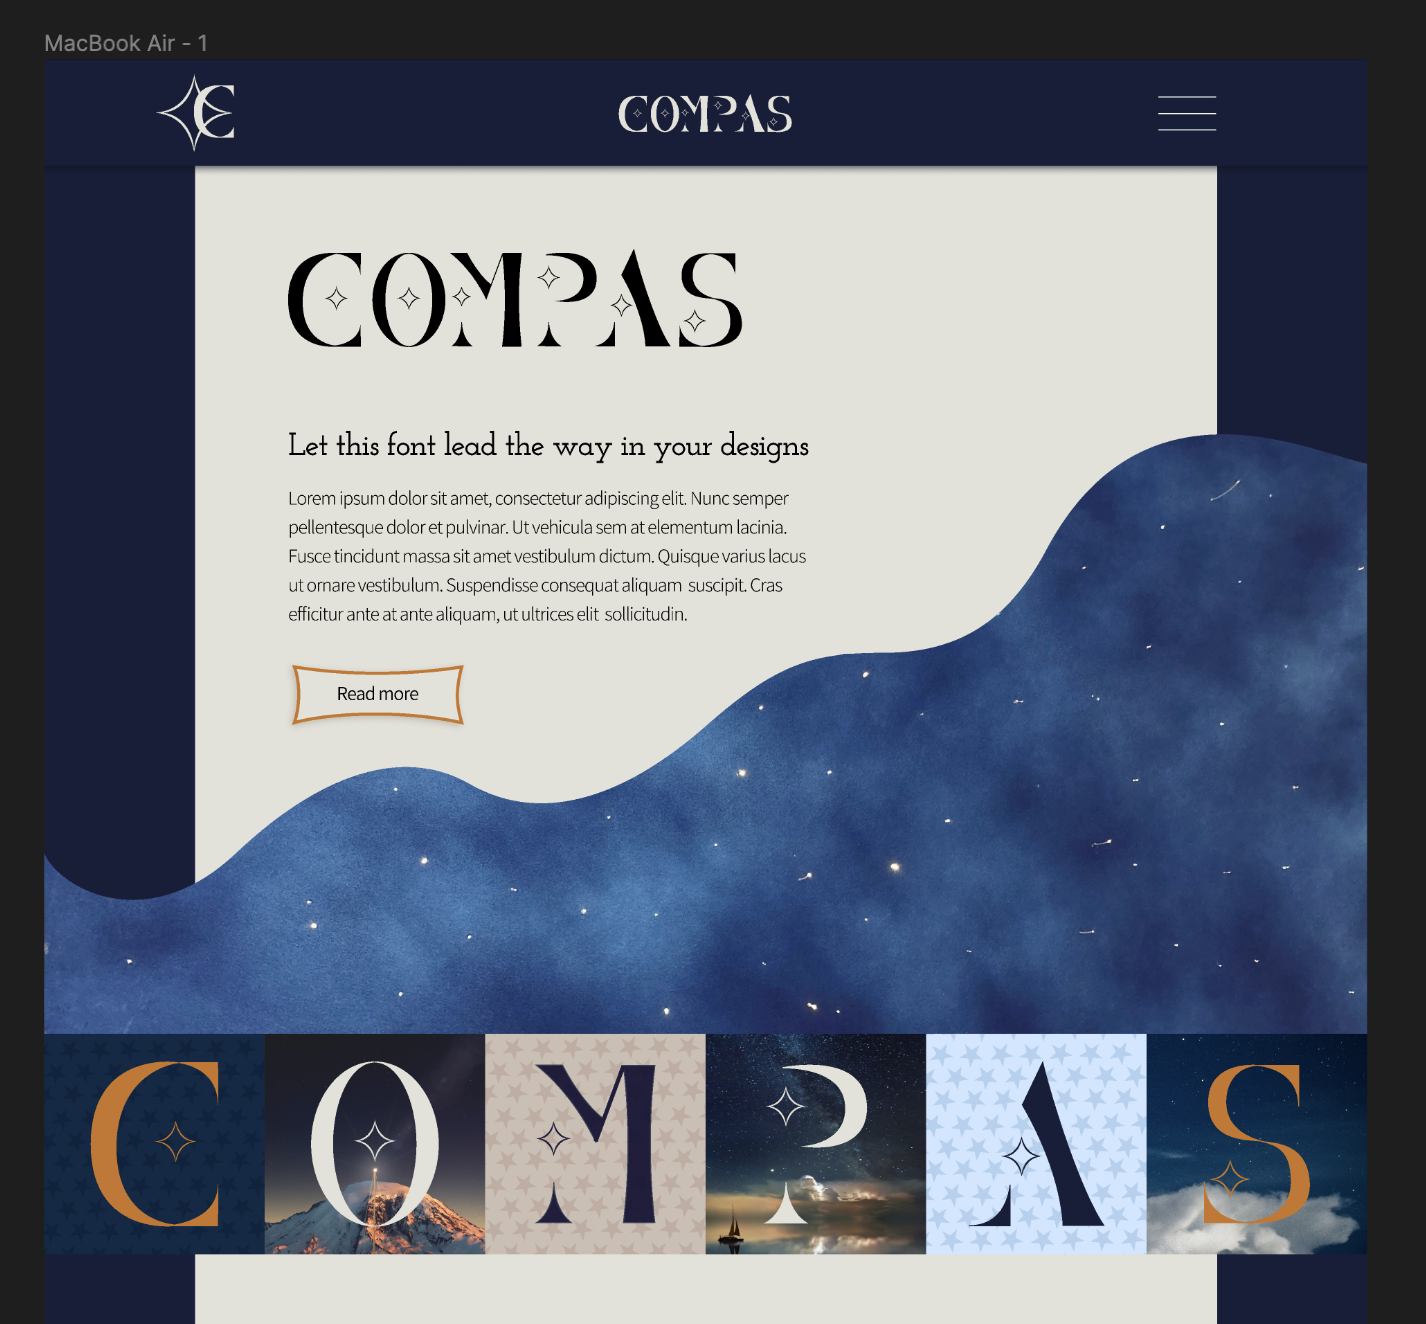 MacBook Air - 1
C
COMPAS
COMPAS
Let this font lead the way in your designs
Lorem ipsum dolor sit amet, consectetur adipiscing elit. Nunc semper
pellentesque dolor et pulvinar. Ut vehicula sem at elementum lacinia.
Fusce tincidunt massa sit amet vestibulum dictum. Quisque varius lacus
ut ornare vestibulum. Suspendisse consequat aliquam suscipit. Cras
efficitur ante at ante aliquam, ut ultrices elit sollicitudin.
Read more
COMPAS